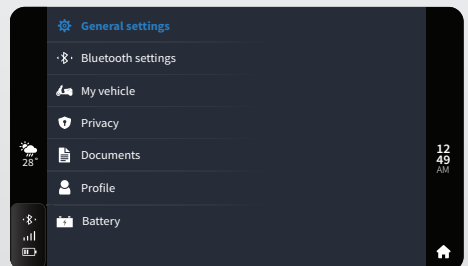 General settings
Bluetooth settings
My vehicle
Privacy
Documents
Profile
Battery
28°
12
49
AM